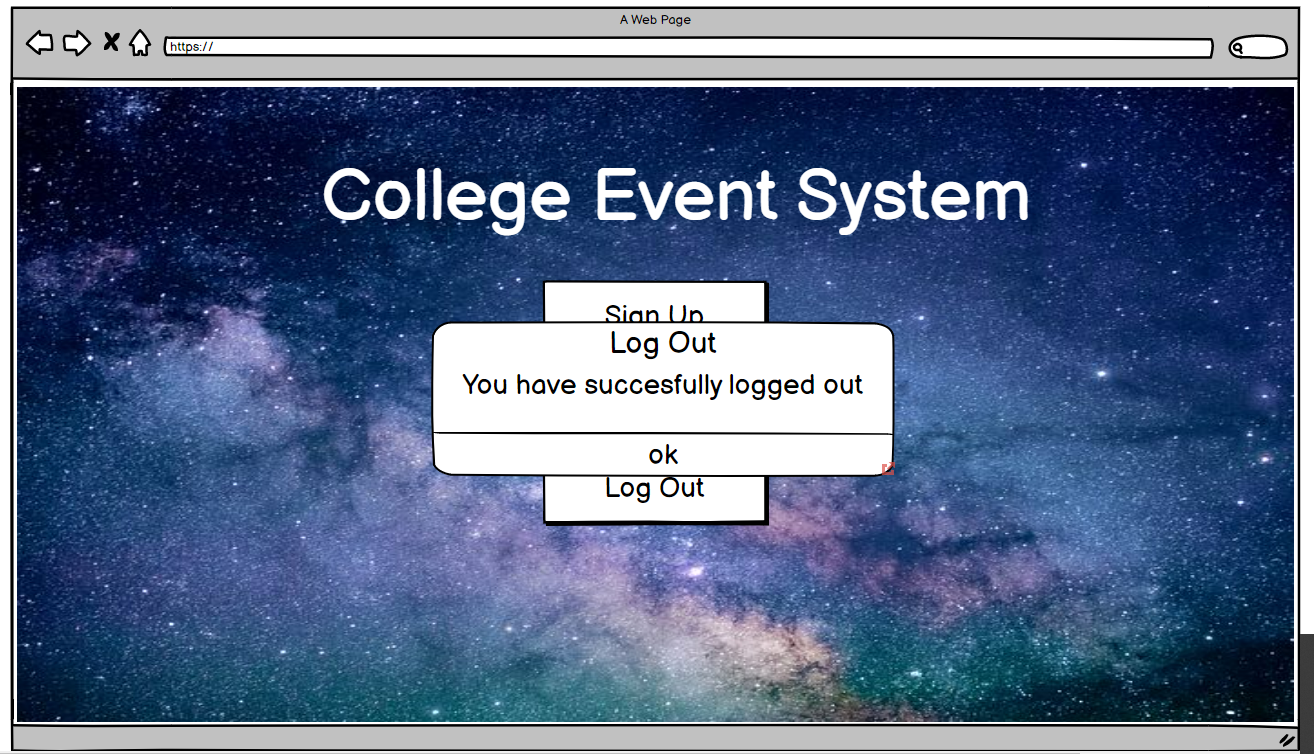 A Web Page
https://
College Event System
Sign Up
Log Out
You have succesfully logged out
ok
Log Out